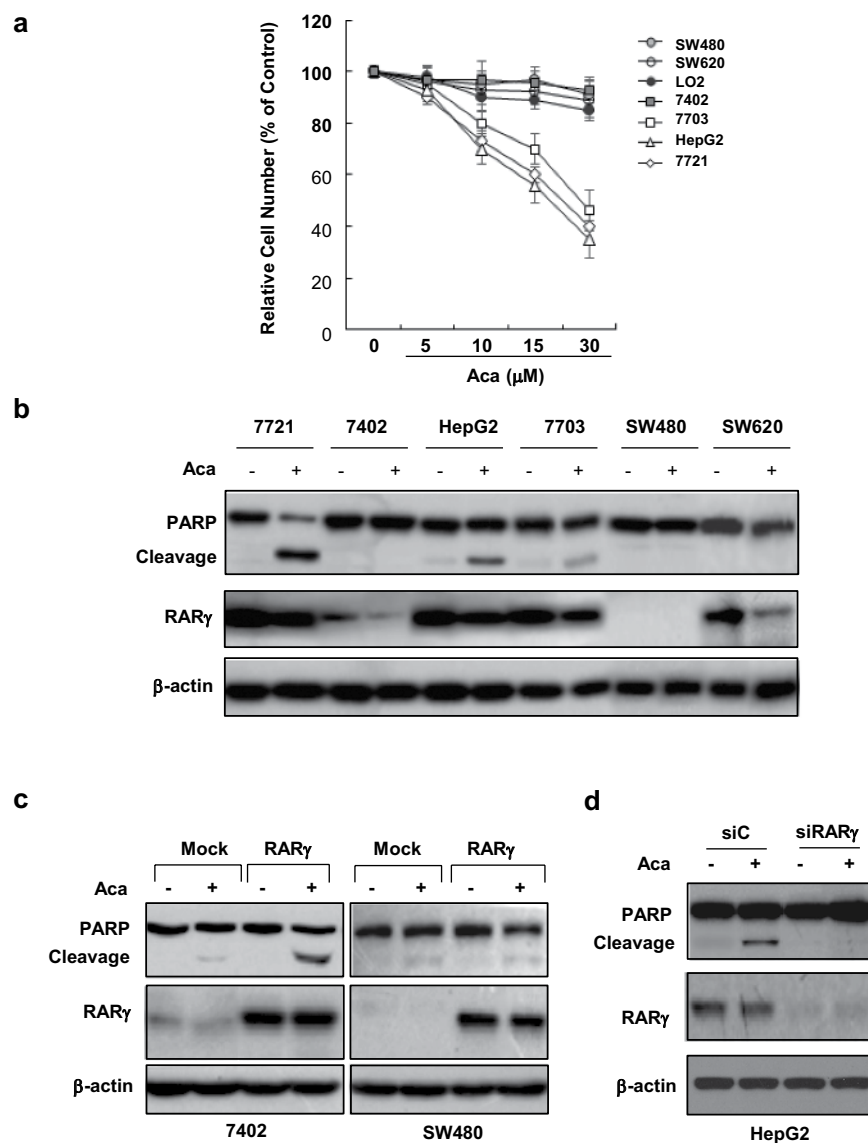 a
120
100
80
60
40
20
0
Relative Cell Number (% of Control)
0 5 10 15 30
Aca (μM)
SW480
SW620
LO2
7402
7703
HepG2
7721
b
7721 7402 HepG2 7703 SW480 SW620
Aca - + - + - + - + - + - +
PARP
Cleavage
RARγ
β-actin
c
Mock RARγ Mock RARγ
Aca - + - + - + - +
PARP
Cleavage
RARγ
β-actin
7402 SW480
d
siC siRARγ
Aca - + - +
PARP
Cleavage
RARγ
β-actin
HepG2